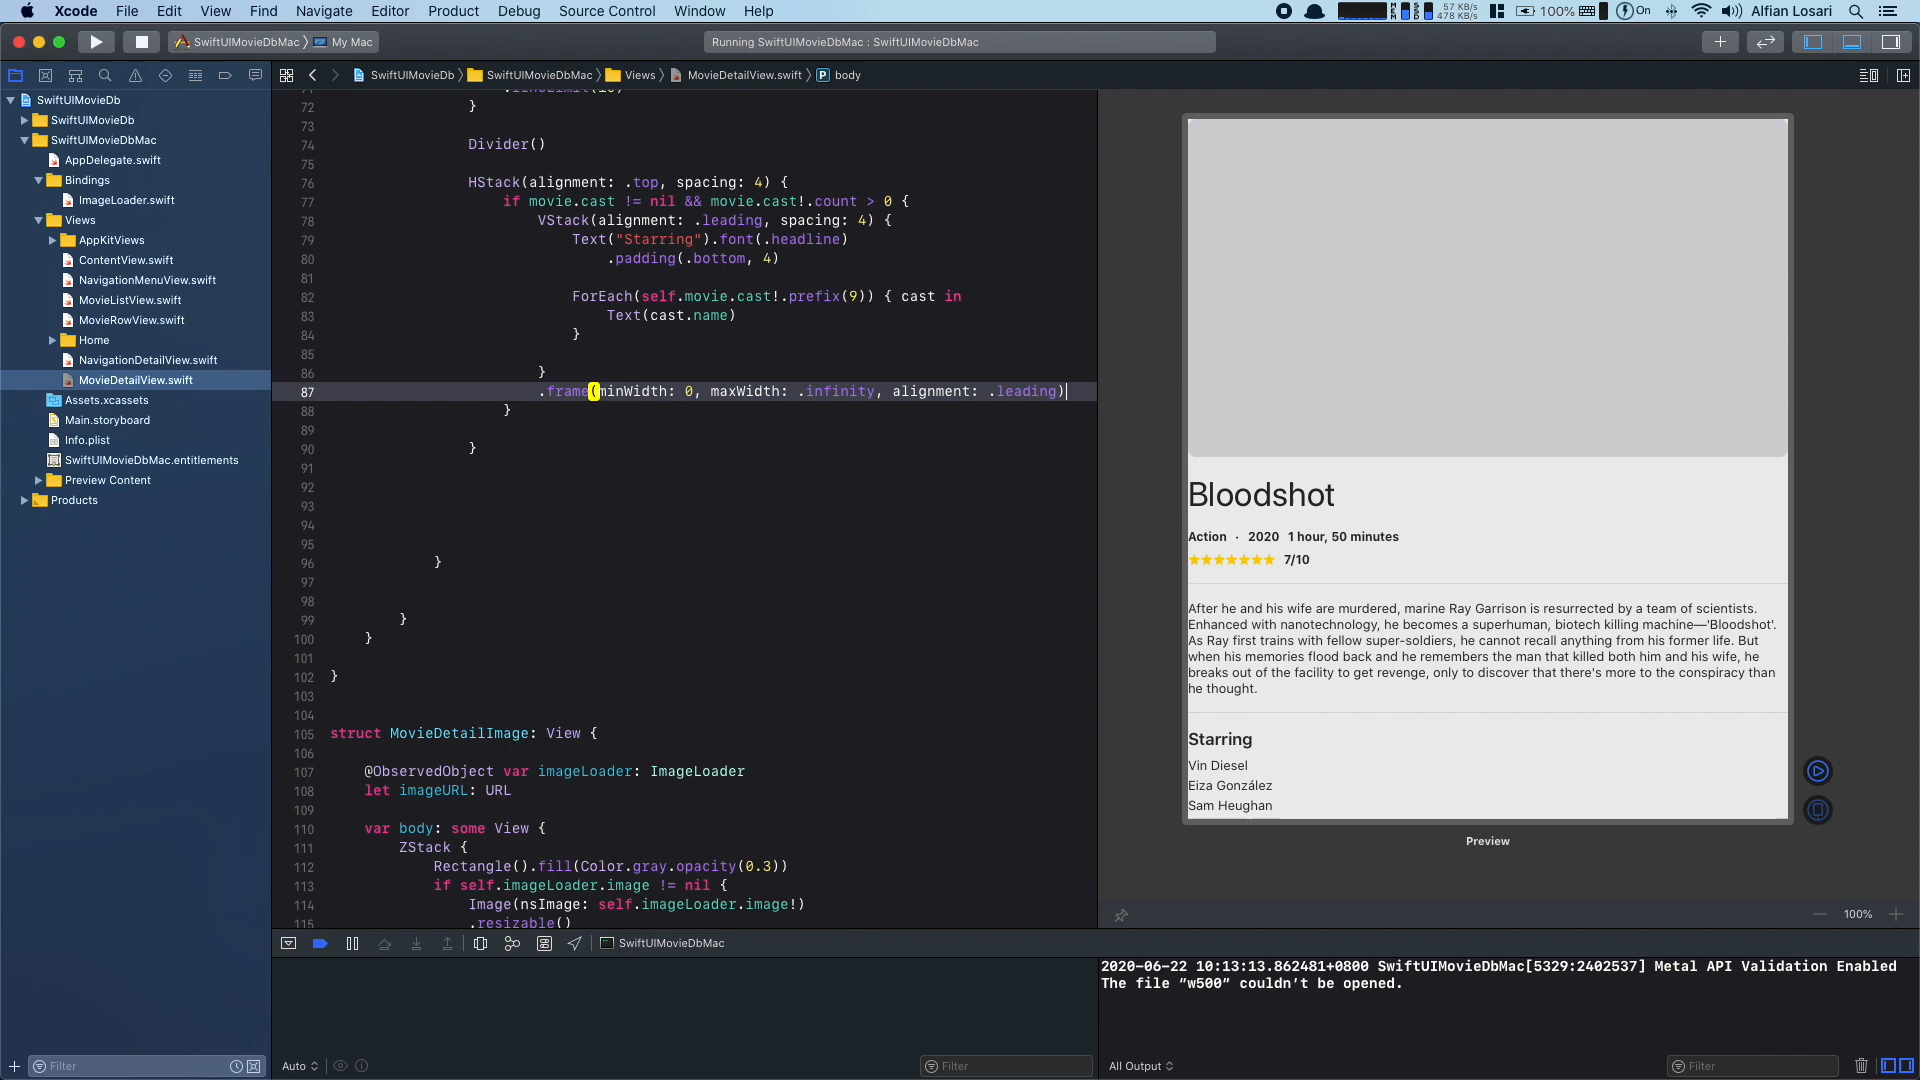 Xcode File Edit View Find Navigate Editor Product Debug Source Control Window Help
57 KB/s
478 KB/s
100%
On
Alfian Losari
SwiftUIMovieDbMac
My Mac
Running SwiftUIMovieDbMac : SwiftUIMovieDbMac
SwiftUIMovieDb SwiftUIMovieDbMac Views MovieDetailView.swift P body
SwiftUIMovieDb
SwiftUIMovieDb
SwiftUIMovieDbMac
AppDelegate.swift
Bindings
ImageLoader.swift
Views
AppKitViews
ContentView.swift
NavigationMenuView.swift
MovieListView.swift
MovieRowView.swift
Home
NavigationDetailView.swift
MovieDetailView.swift
Assets.xcassets
Main.storyboard
Info.plist
SwiftUIMovieDbMac.entitlements
Preview Content
Products
Filter
72 }
73
74 Divider()
75
76 HStack(alignment: .top, spacing: 4) {
77 if movie.cast != nil && movie.cast!.count > 0 {
78 VStack(alignment: .leading, spacing: 4) {
79 Text("Starring").font(.headline)
80 .padding(.bottom, 4)
81
82 ForEach(self.movie.cast!.prefix(9)) { cast in
83 Text(cast.name)
84 }
85
86 }
87 .frame(minWidth: 0, maxWidth: .infinity, alignment: .leading)
88 }
89
90 }
91
92
93
94
95
96 }
97
98
99 }
100 }
101
102 }
103
104
105 struct MovieDetailImage: View {
106
107 @ObservedObject var imageLoader: ImageLoader
108 let imageURL: URL
109
110 var body: some View {
111 ZStack {
112 Rectangle().fill(Color.gray.opacity(0.3))
113 if self.imageLoader.image != nil {
114 Image(nsImage: self.imageLoader.image!)
115 .resizable()
Bloodshot
Action · 2020 1 hour, 50 minutes
★★★★★★★ 7/10
After he and his wife are murdered, marine Ray Garrison is resurrected by a team of scientists.
Enhanced with nanotechnology, he becomes a superhuman, biotech killing machine—'Bloodshot'.
As Ray first trains with fellow super-soldiers, he cannot recall anything from his former life. But
when his memories flood back and he remembers the man that killed both him and his wife, he
breaks out of the facility to get revenge, only to discover that there's more to the conspiracy than
he thought.
Starring
Vin Diesel
Eiza González
Sam Heughan
Preview
100%
SwiftUIMovieDbMac
2020-06-22 10:13:13.862481+0800 SwiftUIMovieDbMac[5329:2402537] Metal API Validation Enabled
The file “w500” couldn’t be opened.
Auto
Filter
All Output
Filter